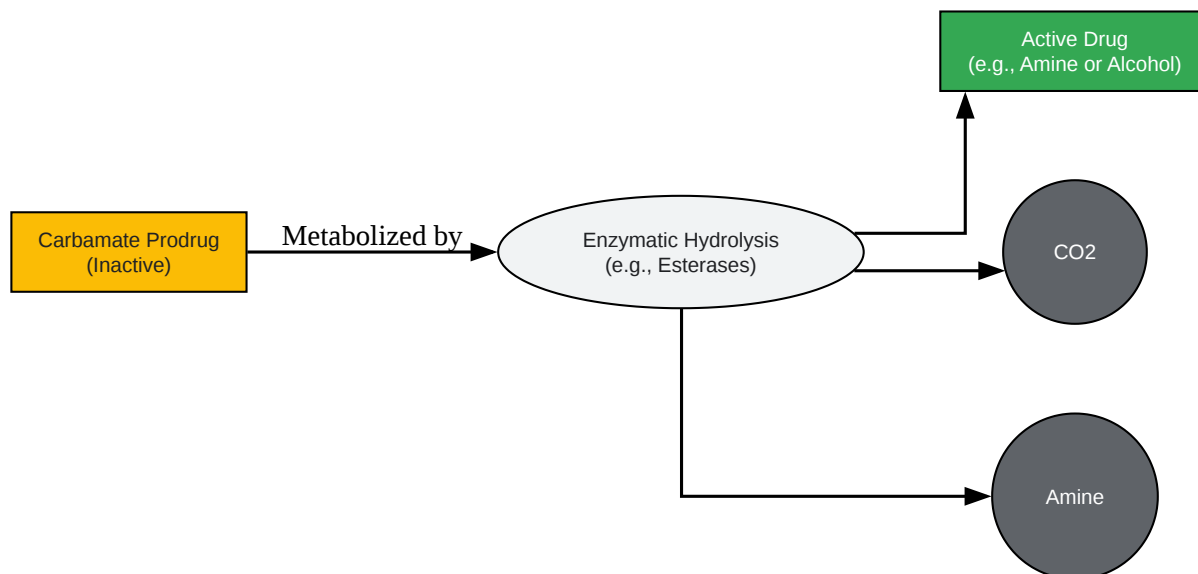 Active Drug
(e.g., Amine or Alcohol)
Carbamate Prodrug
(Inactive)
Metabolized by
Enzymatic Hydrolysis
(e.g., Esterases)
CO2
Amine